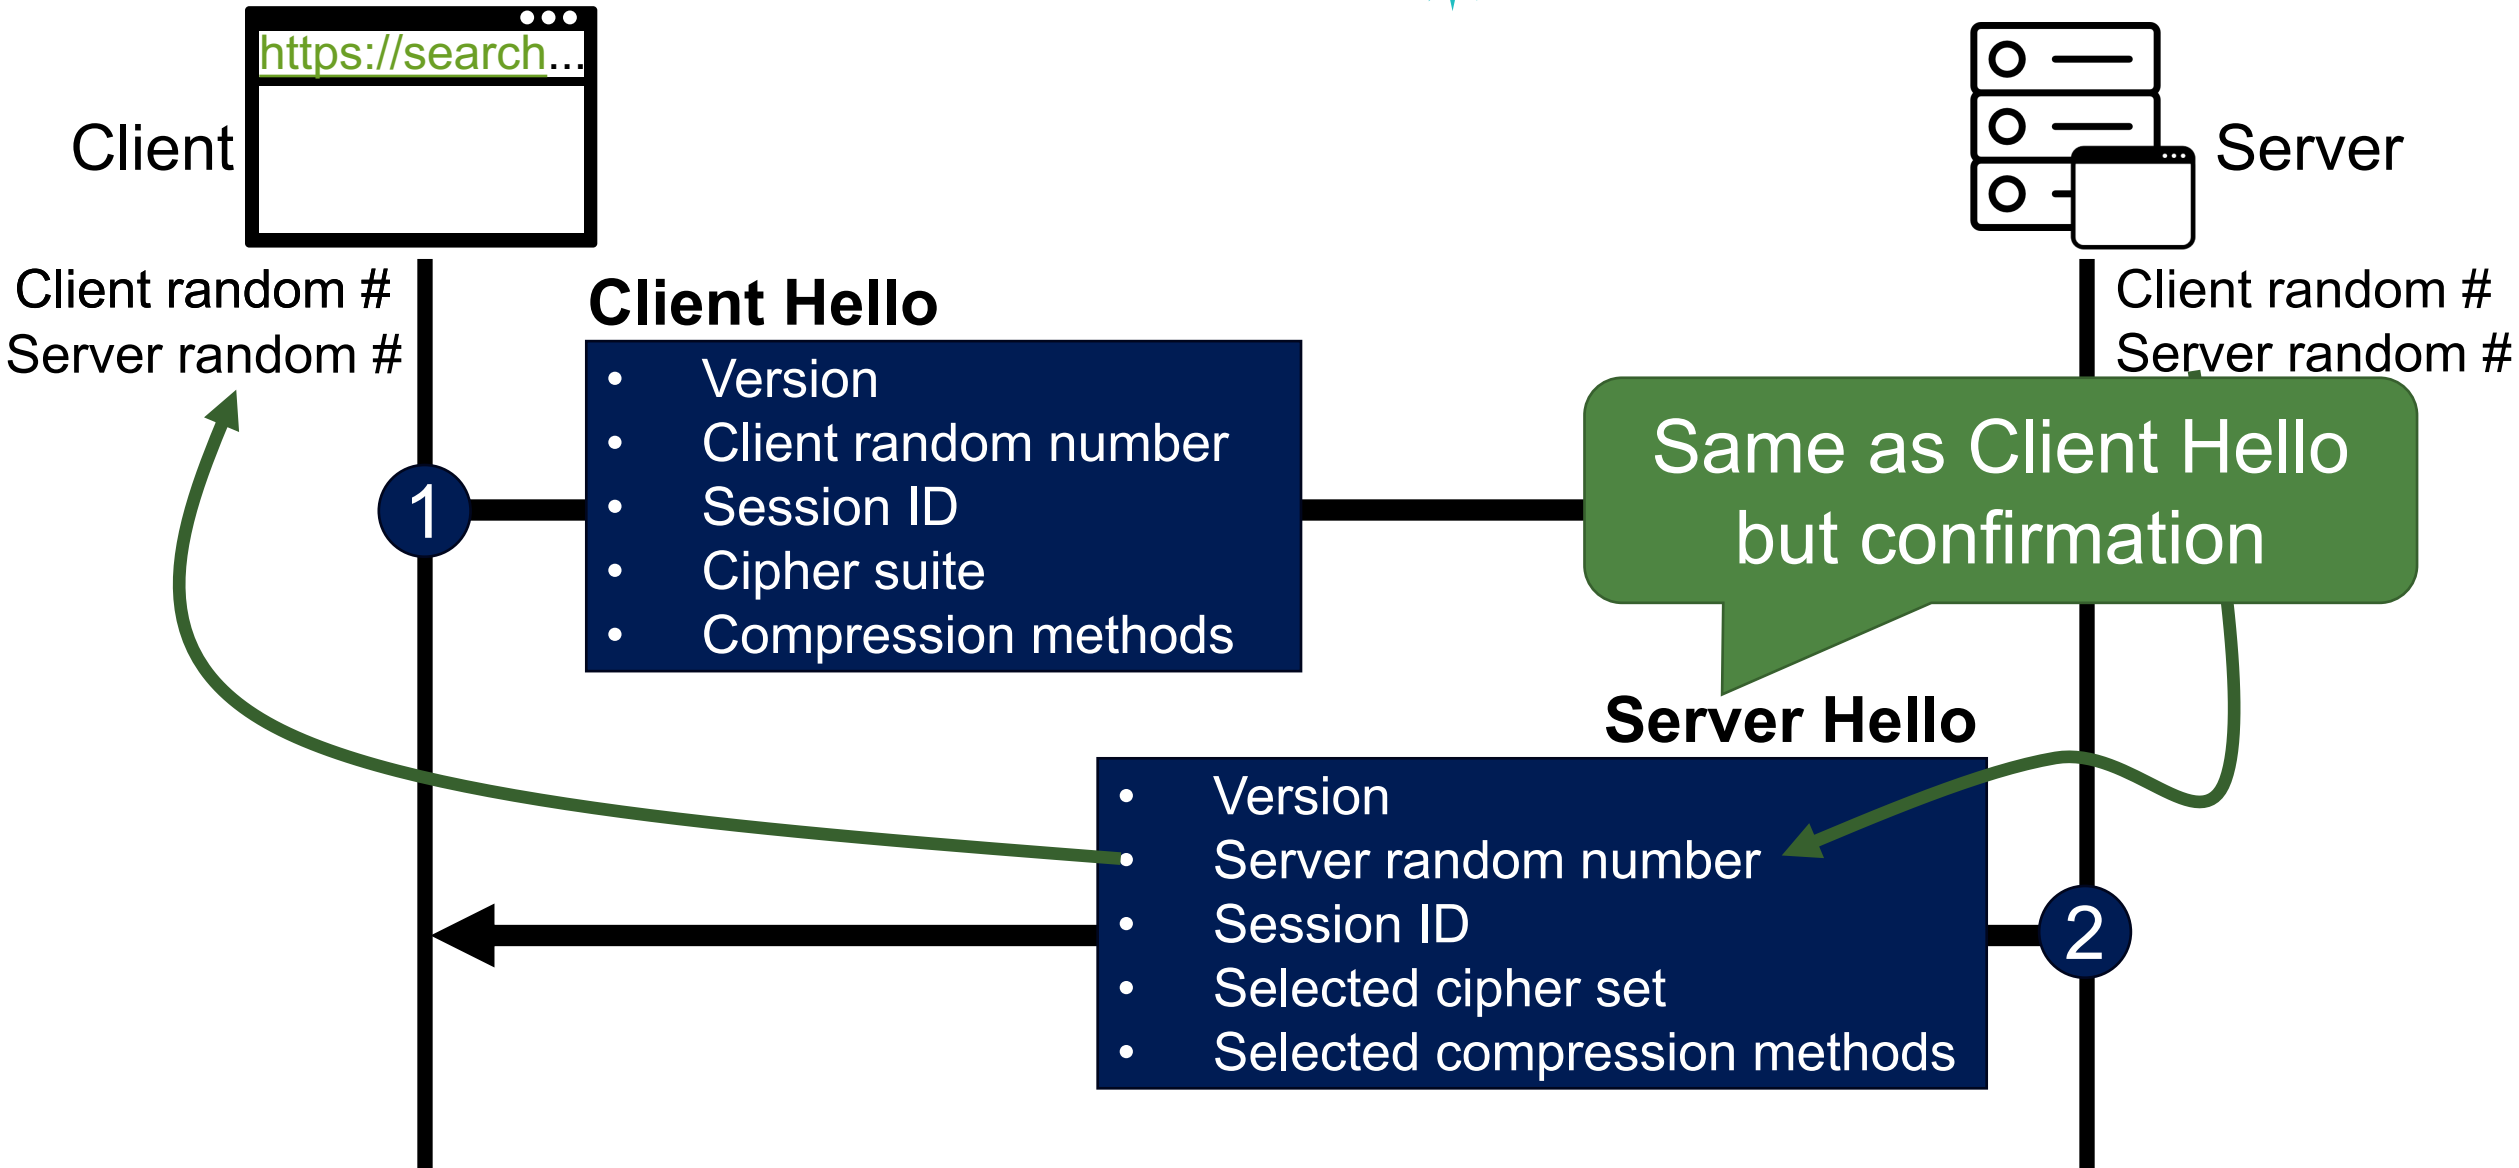 https://search...
Client
Server
Client random #
Server random #
Client random #
Server random #
Client Hello
• Version
• Client random number
• Session ID
• Cipher suite
• Compression methods
1
Same as Client Hello
but confirmation
Server Hello
• Version
• Server random number
• Session ID
• Selected cipher set
• Selected compression methods
2